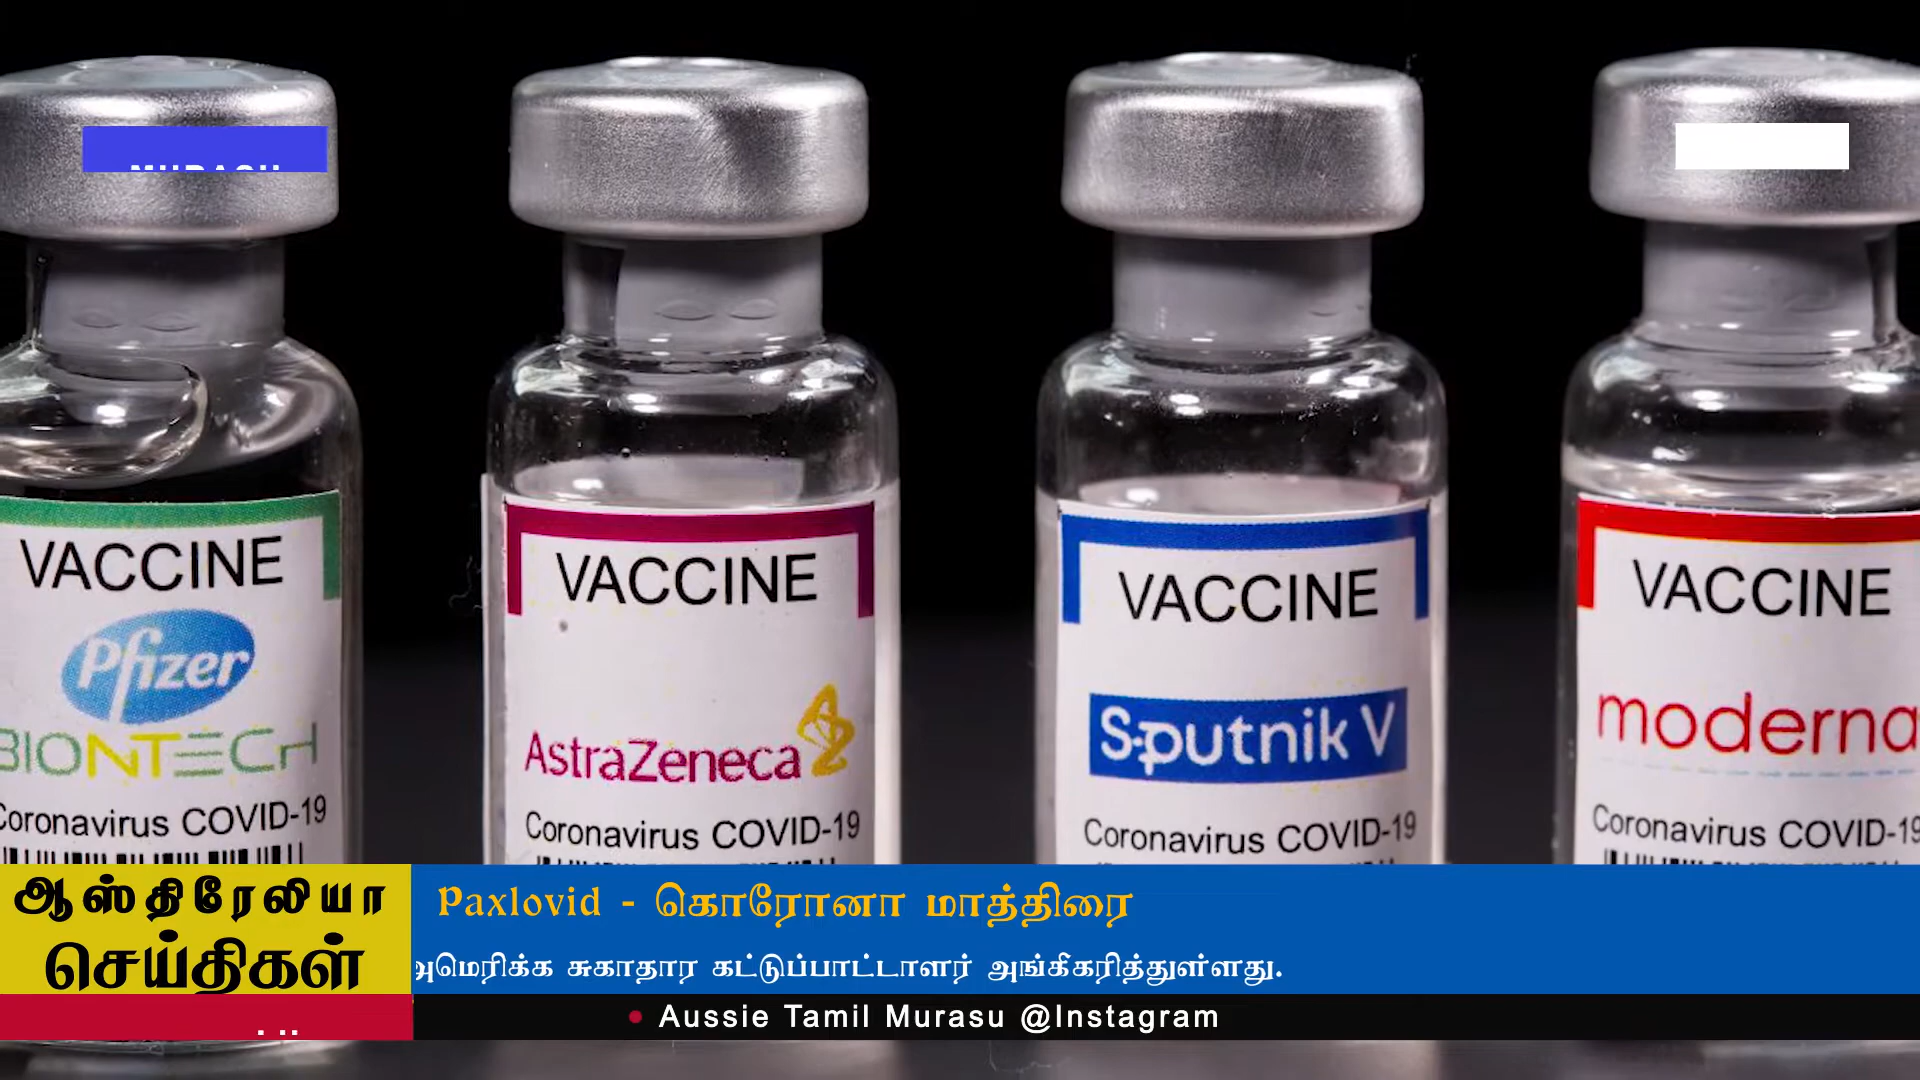 MURASU
VACCINE
Pfizer
BIONTECH
Coronavirus COVID-19
VACCINE
AstraZeneca
Coronavirus COVID-19
VACCINE
Sputnik V
Coronavirus COVID-19
VACCINE
moderna
Coronavirus COVID-19
ஆஸ்திரேலியா
செய்திகள்
Paxlovid - கொரோனா மாத்திரை
அமெரிக்க சுகாதார கட்டுப்பாட்டாளர் அங்கீகரித்துள்ளது.
Aussie Tamil Murasu @Instagram